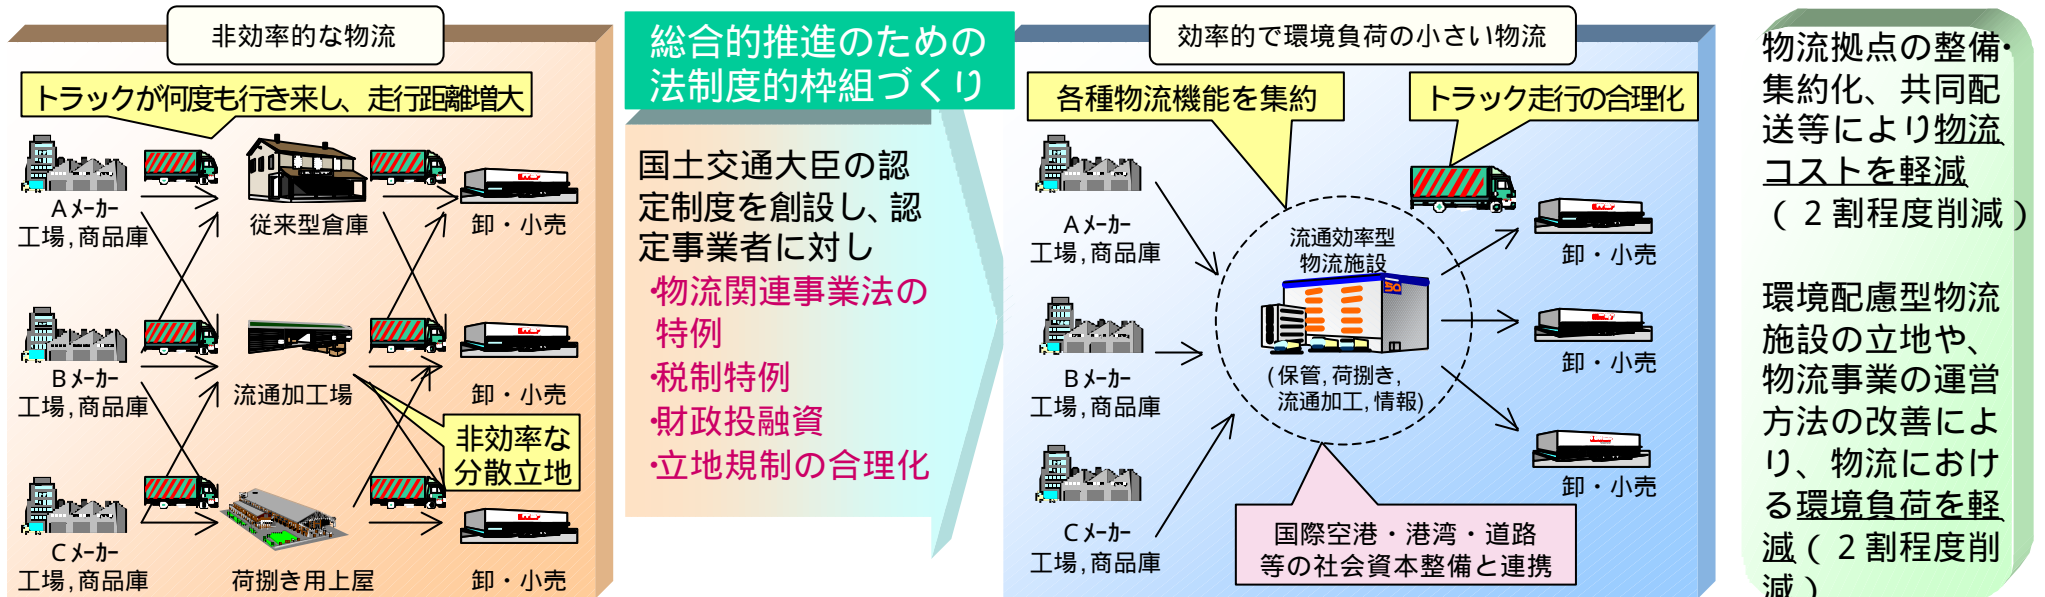 非効率的な物流
トラックが何度も行き来し、走行距離増大
Aメーカー
工場,商品庫
従来型倉庫
卸・小売
Bメーカー
工場,商品庫
流通加工場
卸・小売
非効率な
分散立地
Cメーカー
工場,商品庫
荷捌き用上屋
卸・小売
総合的推進のための
法制度的枠組づくり
国土交通大臣の認
定制度を創設し、認
定事業者に対し
・物流関連事業法の
特例
・税制特例
・財政投融資
・立地規制の合理化
効率的で環境負荷の小さい物流
各種物流機能を集約
トラック走行の合理化
Aメーカー
工場,商品庫
流通効率型
物流施設
卸・小売
Bメーカー
工場,商品庫
(保管,荷捌き,
流通加工,情報)
卸・小売
Cメーカー
工場,商品庫
卸・小売
国際空港・港湾・道路
等の社会資本整備と連携
物流拠点の整備・
集約化、共同配
送等により物流
コストを軽減
(2割程度削減)
環境配慮型物流
施設の立地や、
物流事業の運営
方法の改善によ
り、物流におけ
る環境負荷を軽
減(2割程度削
減)